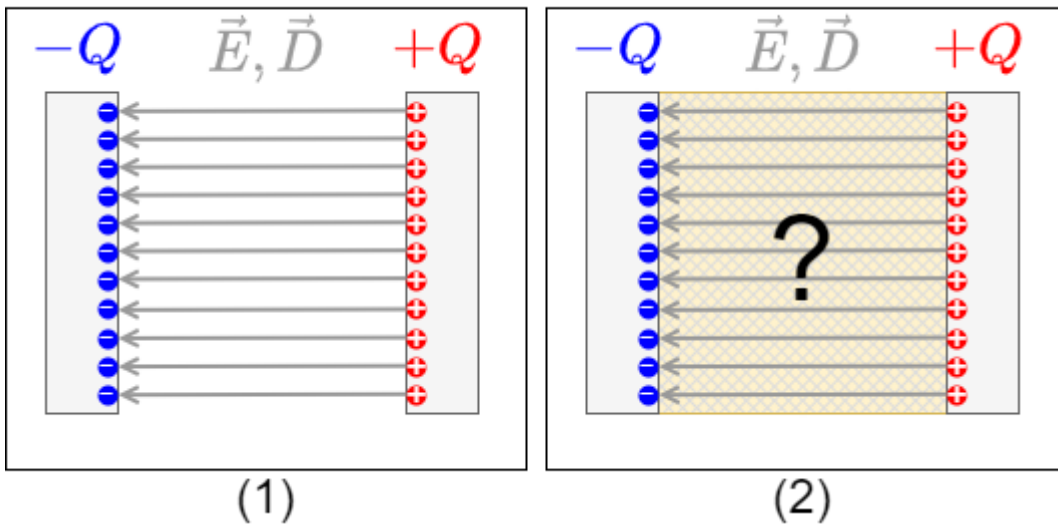 −Q E⃗, D⃗ +Q
−Q E⃗, D⃗ +Q
?
(1)
(2)